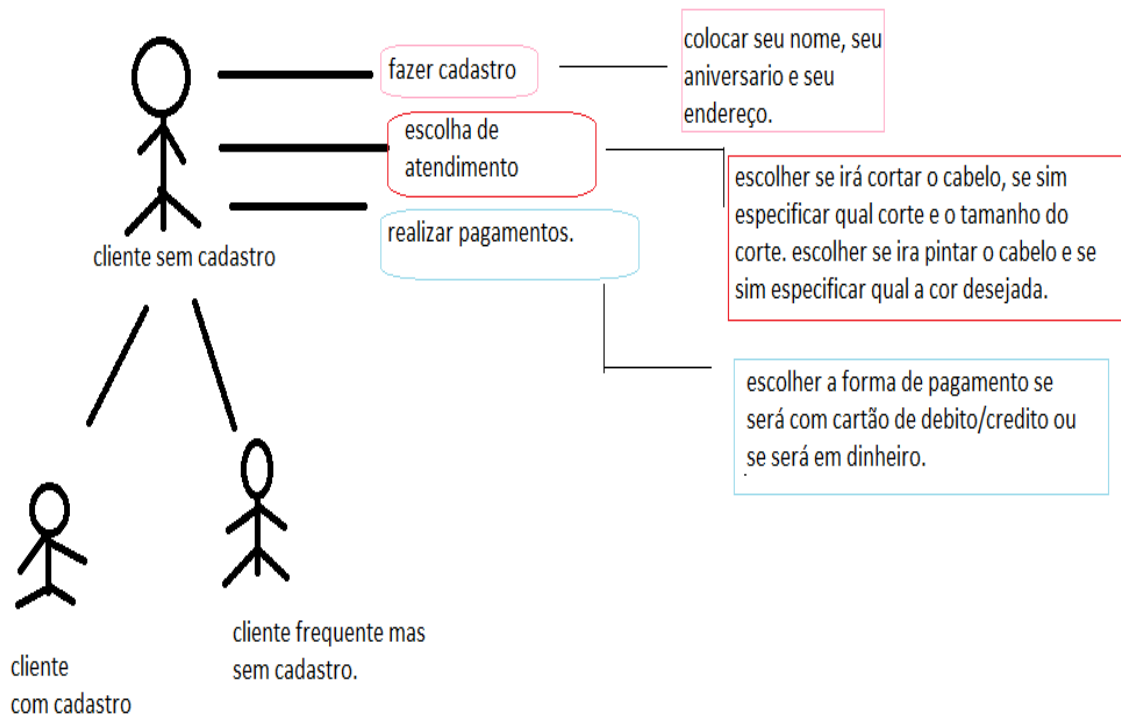 fazer cadastro
colocar seu nome, seu
aniversario e seu
endereço.
escolha de
atendimento
escolher se irá cortar o cabelo, se sim
especificar qual corte e o tamanho do
corte. escolher se ira pintar o cabelo e se
sim especificar qual a cor desejada.
realizar pagamentos.
cliente sem cadastro
escolher a forma de pagamento se
será com cartão de debito/credito ou
se será em dinheiro.
cliente frequente mas
sem cadastro.
cliente
com cadastro